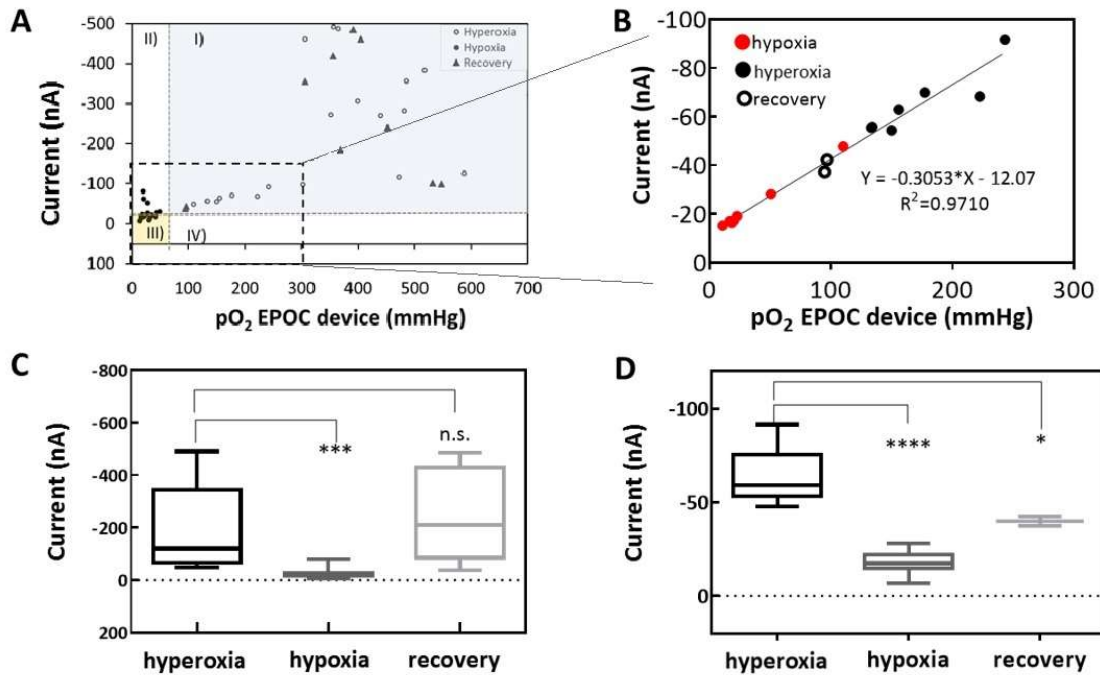 A
II)
I)
III)
IV)
Hyperoxia
Hypoxiia
Recovery
-500
-400
-300
-200
-100
0
100
0 100 200 300 400 500 600 700
Current (nA)
pO2 EPOC device (mmHg)
B
hypoxia
hyperoxia
recovery
-100
-80
-60
-40
-20
0
0 100 200 300
Current (nA)
pO2 EPOC device (mmHg)
Y = -0.3053*X - 12.07
R2=0.9710
C
-800
-600
-400
-200
0
200
Current (nA)
***
n.s.
hyperoxia hypoxia recovery
D
-100
-50
0
Current (nA)
****
*
hyperoxia hypoxia recovery